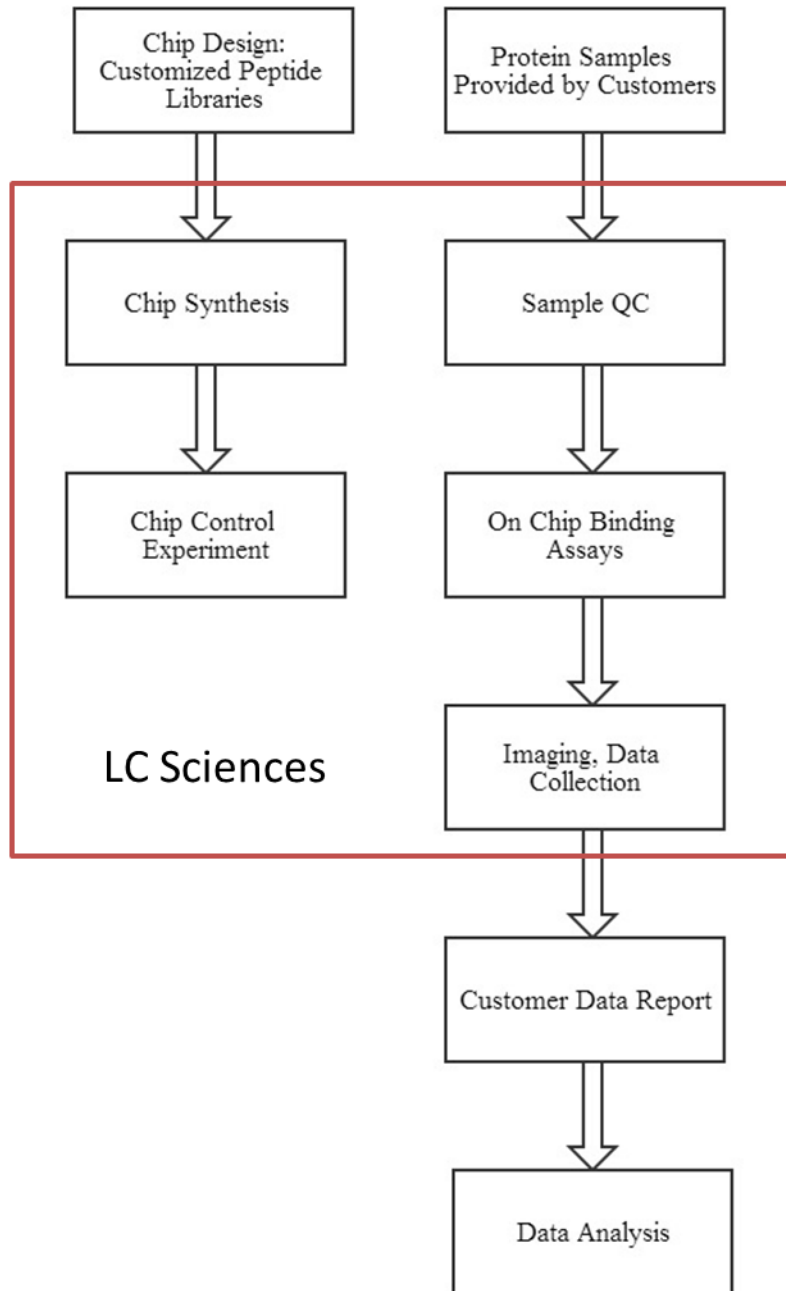 Chip Design:
Customized Peptide
Libraries
Protein Samples
Provided by Customers
Chip Synthesis
Sample QC
Chip Control
Experiment
On Chip Binding
Assays
LC Sciences
Imaging, Data
Collection
Customer Data Report
Data Analysis